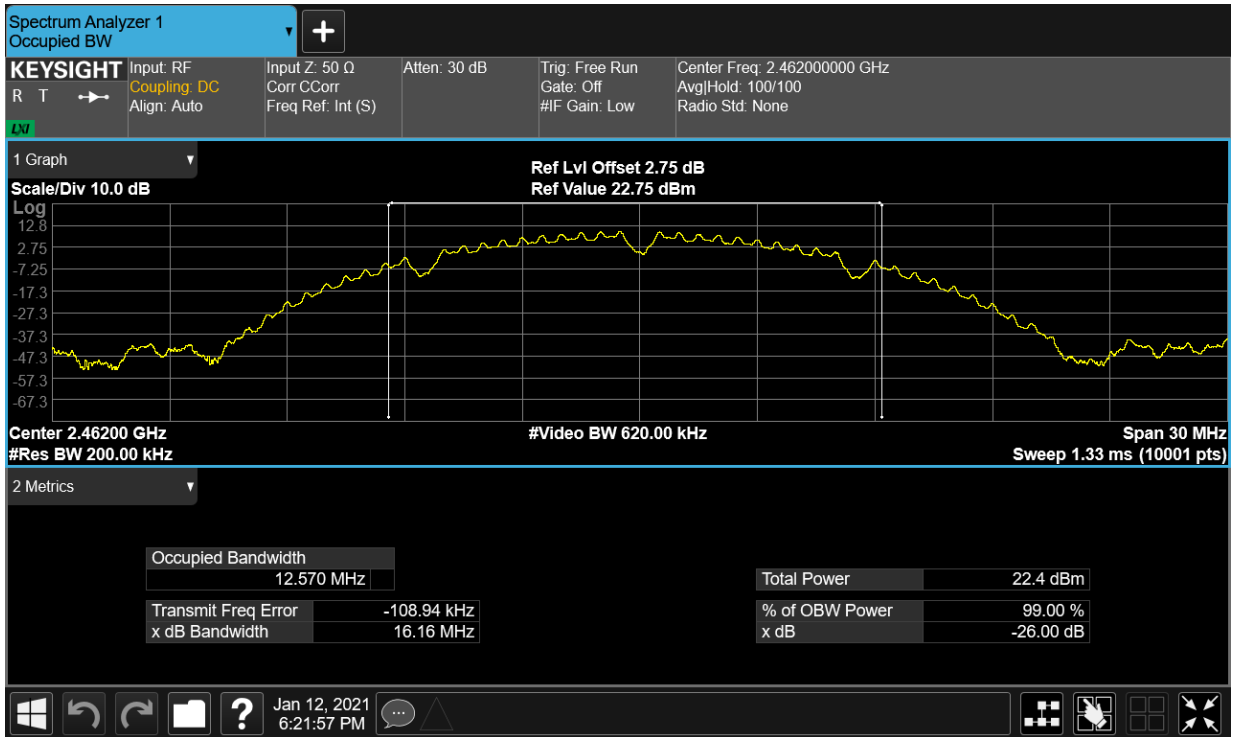 Spectrum Analyzer 1
Occupied BW
KEYSIGHT
R T
LXI
Input: RF
Coupling: DC
Align: Auto
Input Z: 50 Ω
Corr CCorr
Freq Ref: Int (S)
Atten: 30 dB
Trig: Free Run
Gate: Off
#IF Gain: Low
Center Freq: 2.462000000 GHz
Avg|Hold: 100/100
Radio Std: None
1 Graph
Scale/Div 10.0 dB
Ref Lvl Offset 2.75 dB
Ref Value 22.75 dBm
Log
12.8
2.75
-7.25
-17.3
-27.3
-37.3
-47.3
-57.3
-67.3
Center 2.46200 GHz
#Video BW 620.00 kHz
Span 30 MHz
#Res BW 200.00 kHz
Sweep 1.33 ms (10001 pts)
2 Metrics
Occupied Bandwidth
12.570 MHz
Transmit Freq Error -108.94 kHz
x dB Bandwidth 16.16 MHz
Total Power 22.4 dBm
% of OBW Power 99.00 %
x dB -26.00 dB
?
Jan 12, 2021
6:21:57 PM